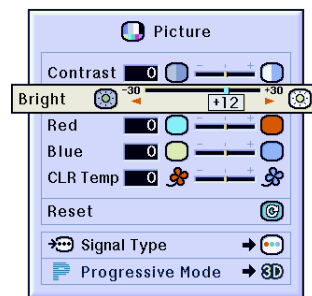 Picture
Contrast 0 - +
Bright -30 +12 +30
Red 0
Blue 0 - +
CLR Temp 0 - +
Reset
Signal Type
Progressive Mode 3D